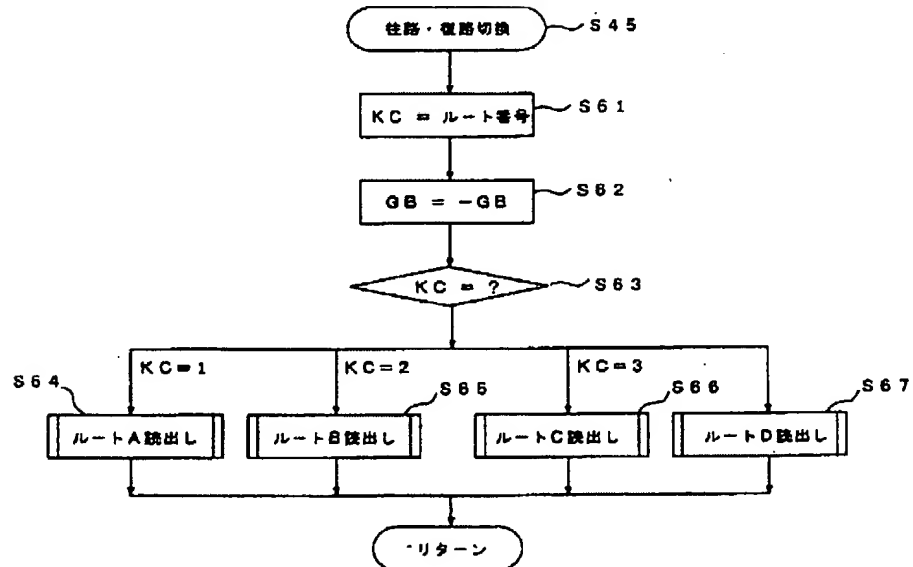 往路・復路切換
S45
KC = ルート番号
S61
GB = -GB
S62
KC = ?
S63
KC=1
KC=2
KC=3
S64
S65
S66
S67
ルートA読出し
ルートB読出し
ルートC読出し
ルートD読出し
リターン